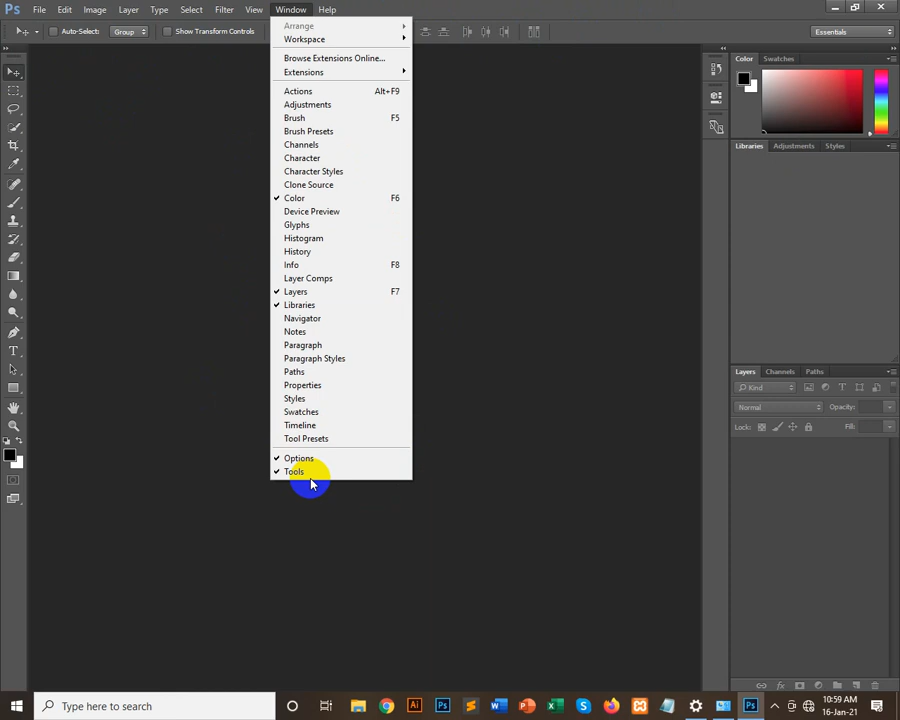 Ps File Edit Image Layer Type Select Filter View Window Help
Auto-Select: Group Show Transform Controls Essentials
Arrange
Workspace
Browse Extensions Online...
Extensions
Actions Alt+F9
Adjustments
Brush F5
Brush Presets
Channels
Character
Character Styles
Clone Source
Color F6
Device Preview
Glyphs
Histogram
History
Info F8
Layer Comps
Layers F7
Libraries
Navigator
Notes
Paragraph
Paragraph Styles
Paths
Properties
Styles
Swatches
Timeline
Tool Presets
Options
Tools
Color Swatches
Libraries Adjustments Styles
Layers Channels Paths
Kind
Normal Opacity:
Lock: Fill:
Type here to search
Ai Ps
Ps
10:59 AM
16-Jan-21